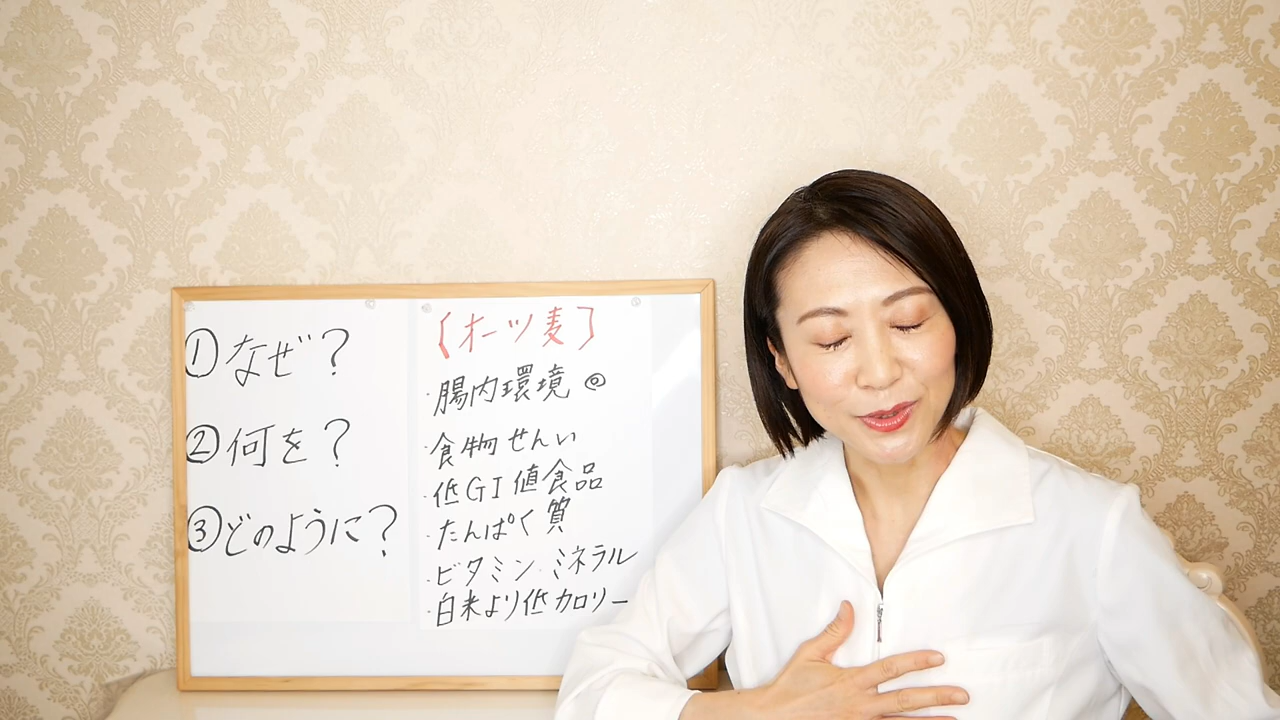 ①なぜ?
②何を?
③どのように?
【オーツ麦】
・腸内環境◎
・食物せんい
・低GI値食品
・たんぱく質
・ビタミン・ミネラル
・白米より低カロリー